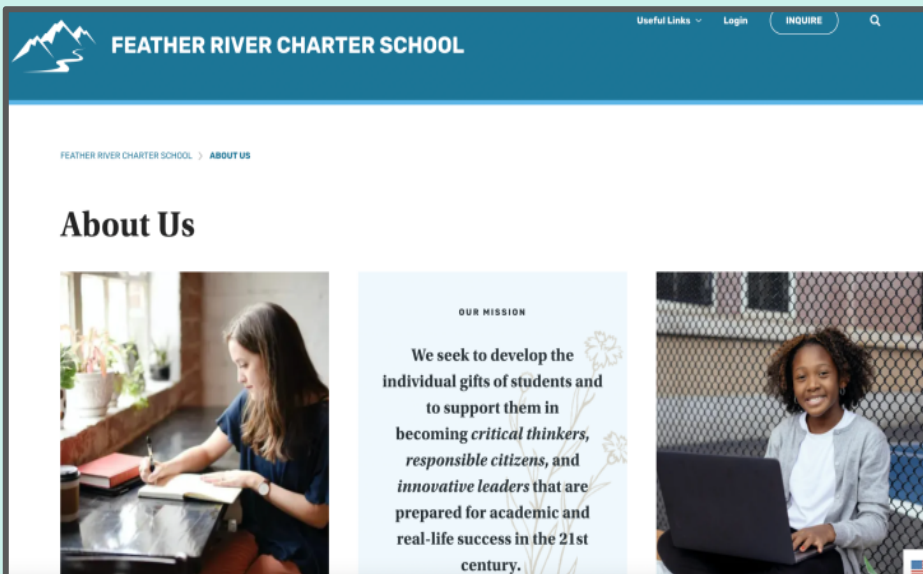 Useful Links
Login
INQUIRE
FEATHER RIVER CHARTER SCHOOL
FEATHER RIVER CHARTER SCHOOL > ABOUT US
About Us
OUR MISSION
We seek to develop the
individual gifts of students and
to support them in
becoming critical thinkers,
responsible citizens, and
innovative leaders that are
prepared for academic and
real-life success in the 21st
century.